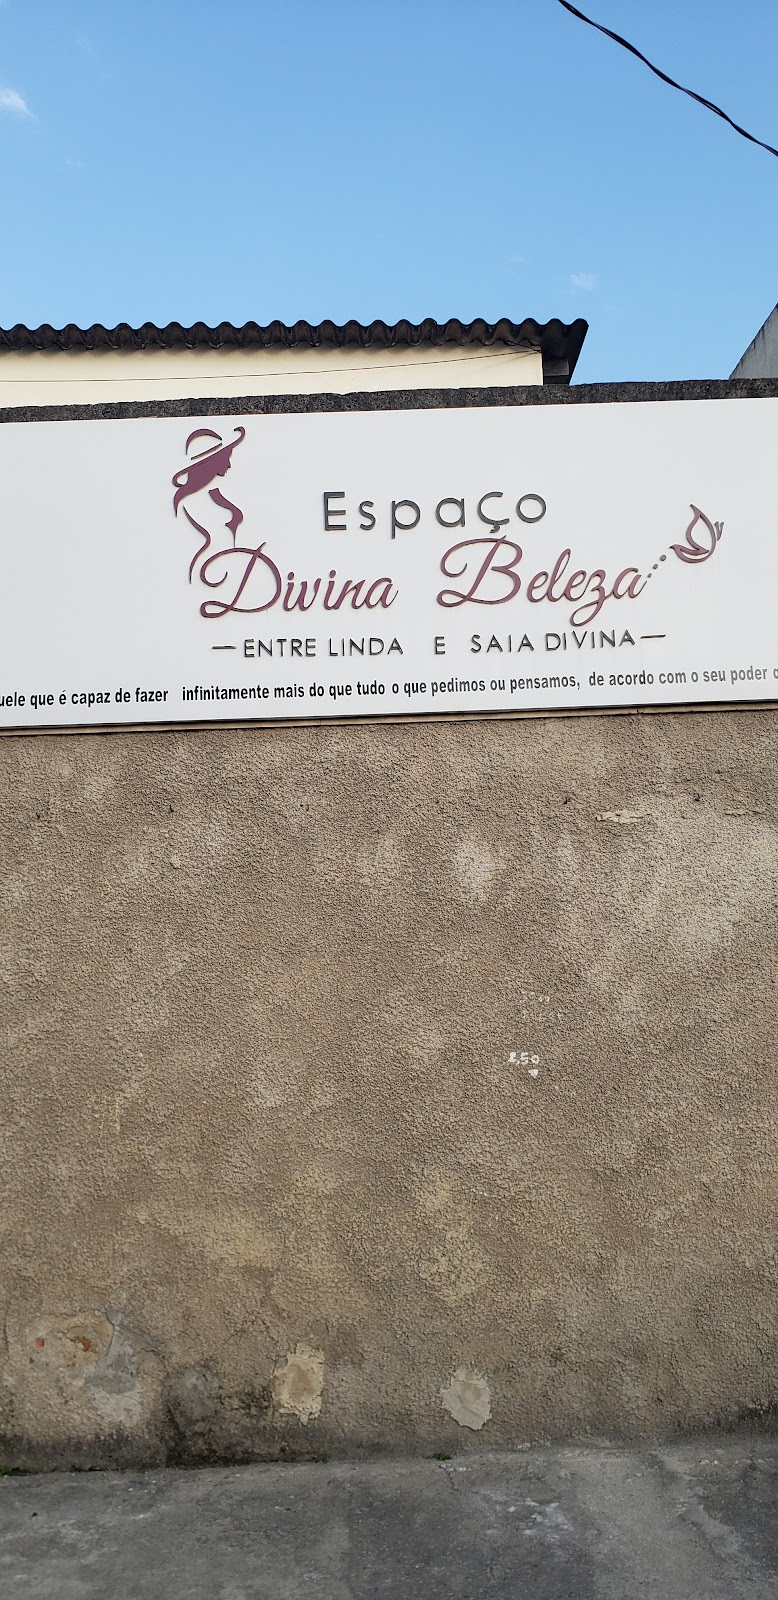 Espaço
Divina Beleza
—ENTRE LINDA E SAIA DIVINA—
uele que é capaz de fazer infinitamente mais do que tudo o que pedimos ou pensamos, de acordo com o seu poder